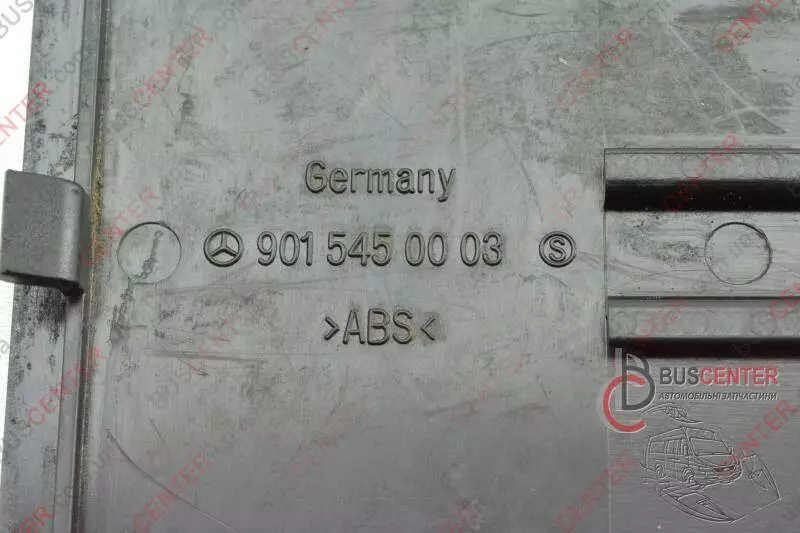 Germany
901 545 00 03 S
>ABS<
BUSCENTER
АВТОМОБІЛЬНІ ЗАПЧАСТИНИ